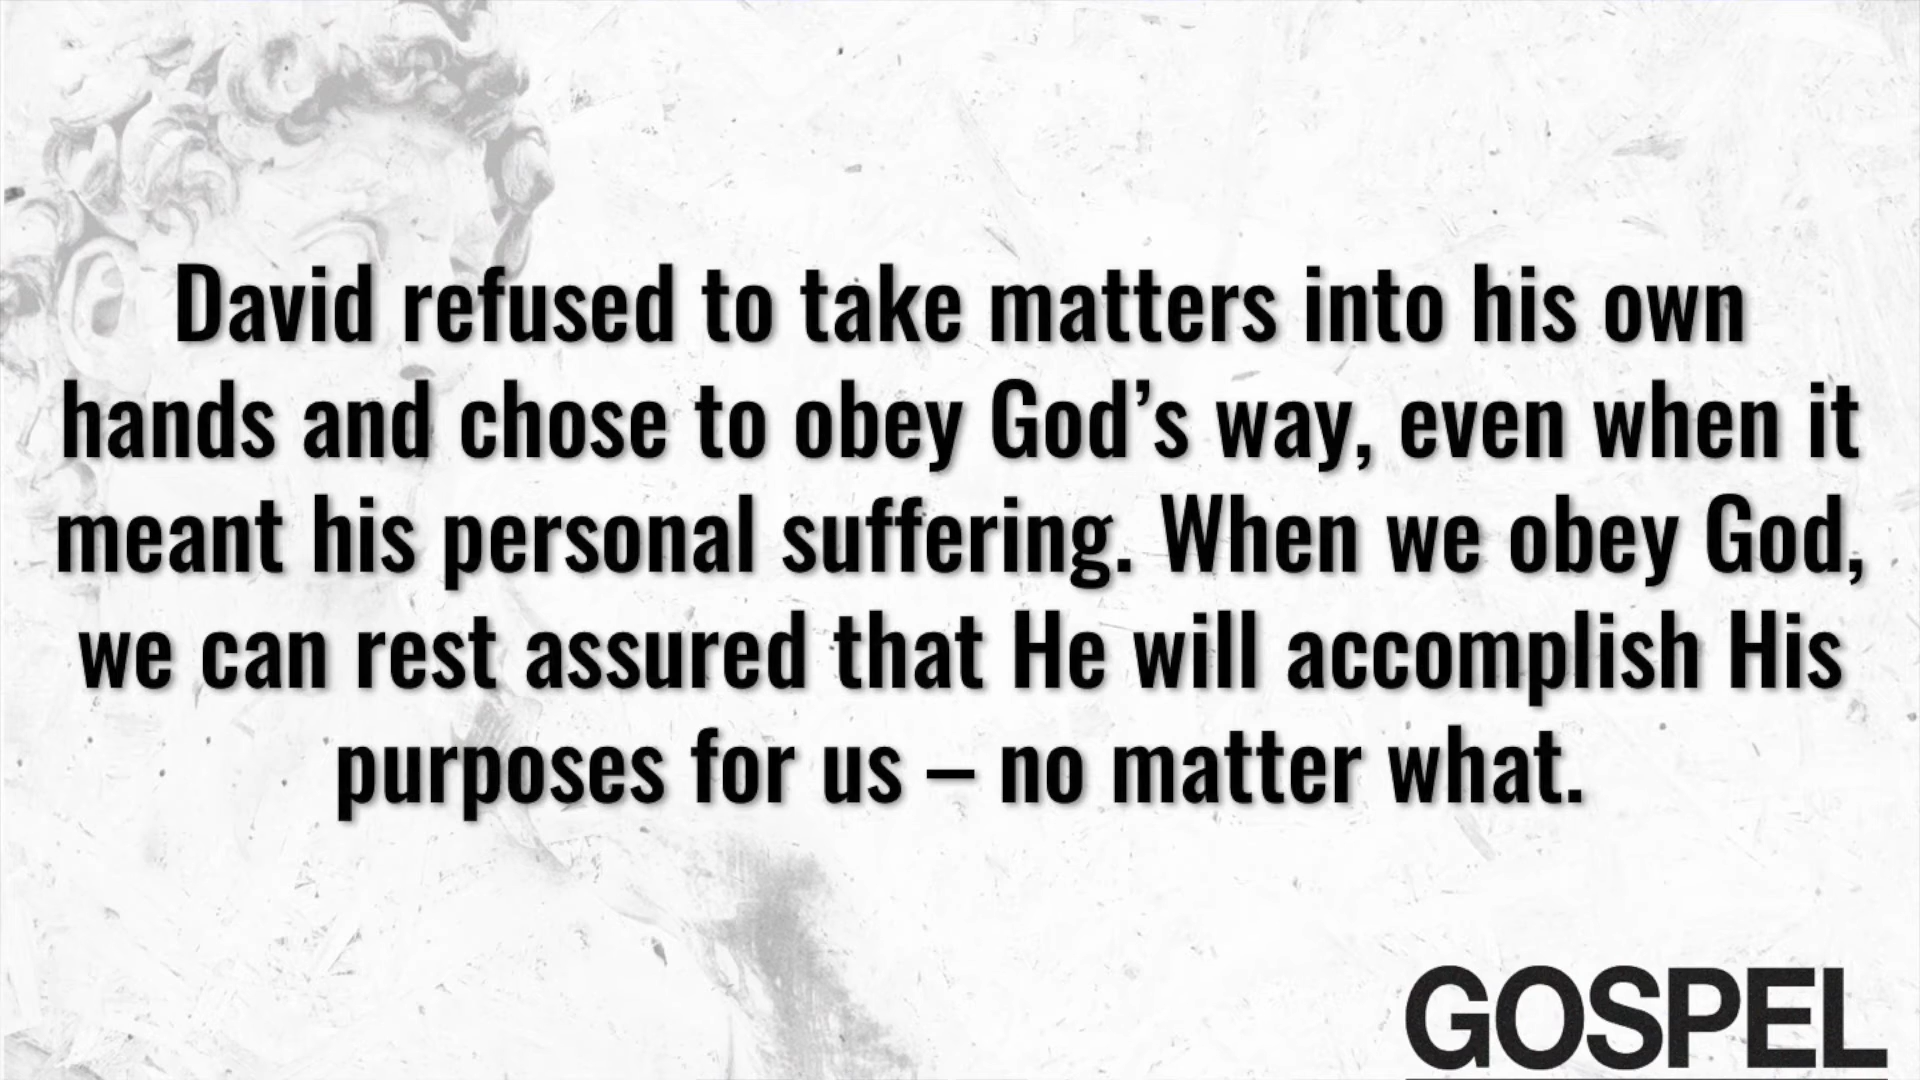 David refused to take matters into his own
hands and chose to obey God’s way, even when it
meant his personal suffering. When we obey God,
we can rest assured that He will accomplish His
purposes for us – no matter what.
GOSPEL